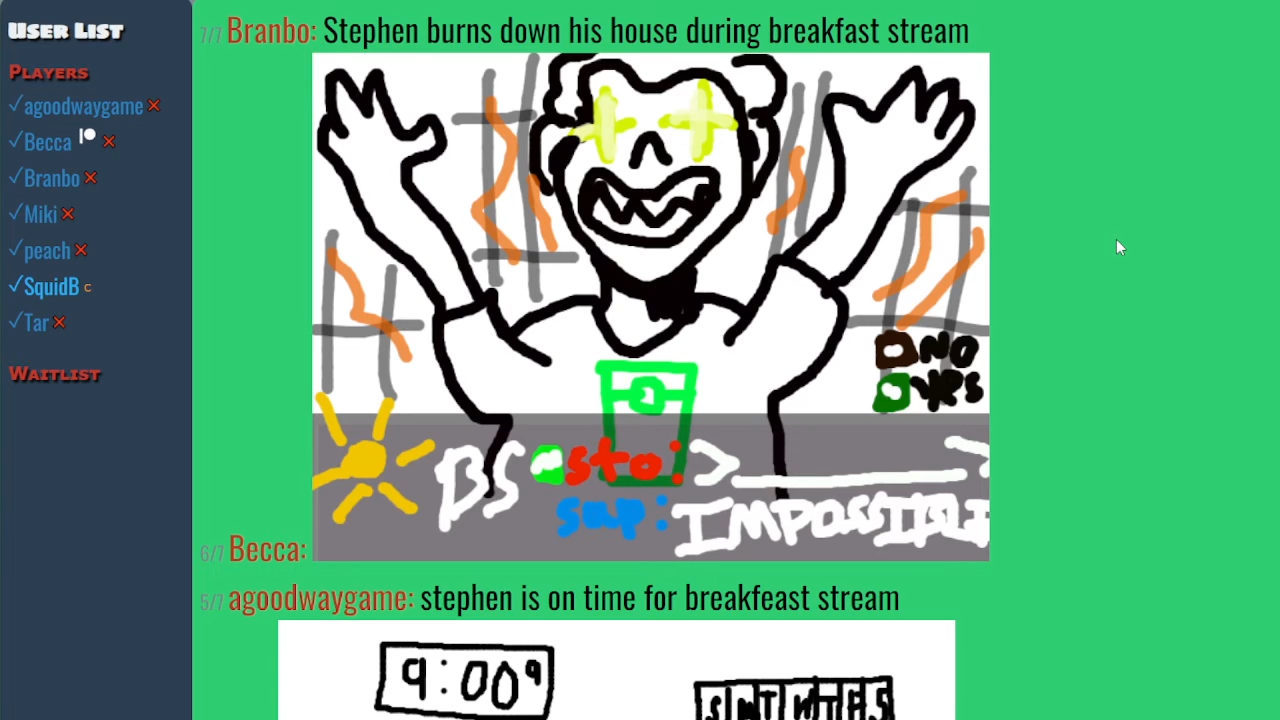 USER LIST
PLAYERS
✓agoodwaygame ×
✓Becca ×
✓Branbo ×
✓Miki ×
✓peach ×
✓SquidB c
✓Tar ×
WAITLIST
7/7 Branbo: Stephen burns down his house during breakfast stream
NO
yes
BS sto: >
smp: IMPOSSIBLE
6/7 Becca:
5/7 agoodwaygame: stephen is on time for breakfeast stream
9:00 a
S M T W T F S